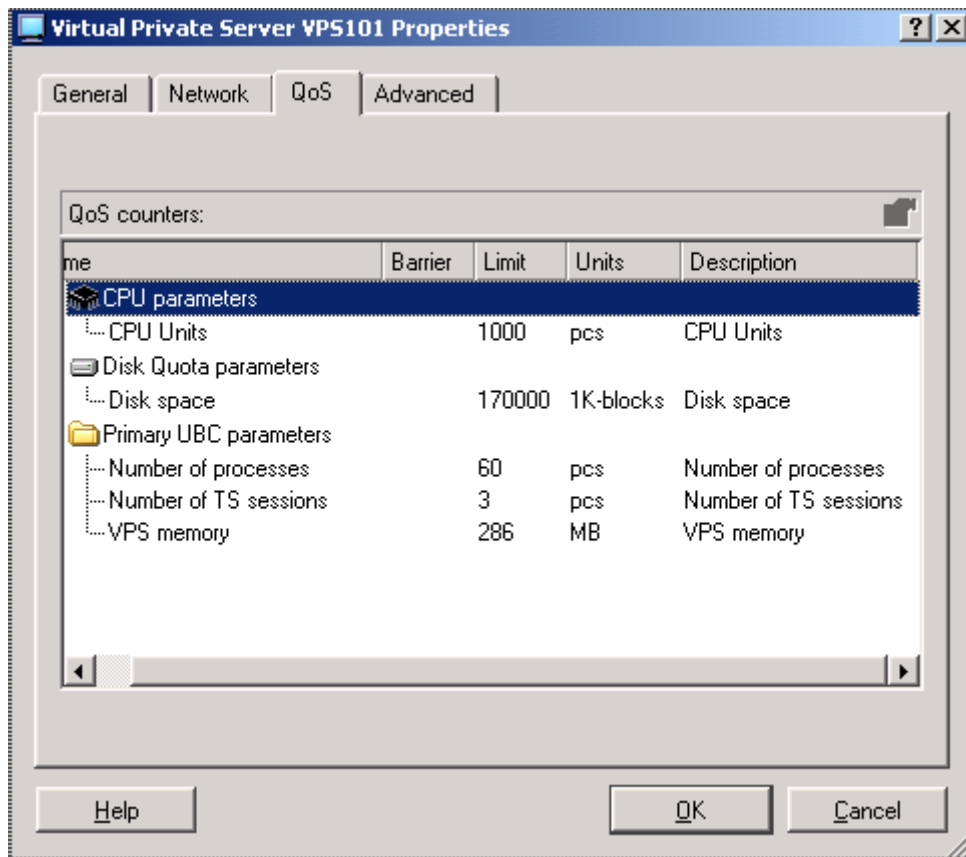 Virtual Private Server VPS101 Properties
General Network QoS Advanced
QoS counters:
me Barrier Limit Units Description
CPU parameters
CPU Units 1000 pcs CPU Units
Disk Quota parameters
Disk space 170000 1K-blocks Disk space
Primary UBC parameters
Number of processes 60 pcs Number of processes
Number of TS sessions 3 pcs Number of TS sessions
VPS memory 286 MB VPS memory
Help OK Cancel